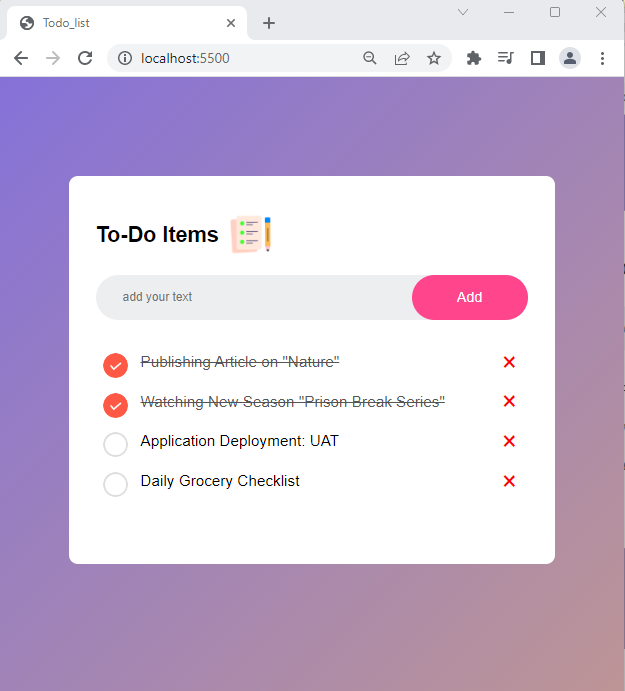 Todo_list
localhost:5500
To-Do Items
add your text
Add
Publishing Article on "Nature"
Watching New Season "Prison Break Series"
Application Deployment: UAT
Daily Grocery Checklist